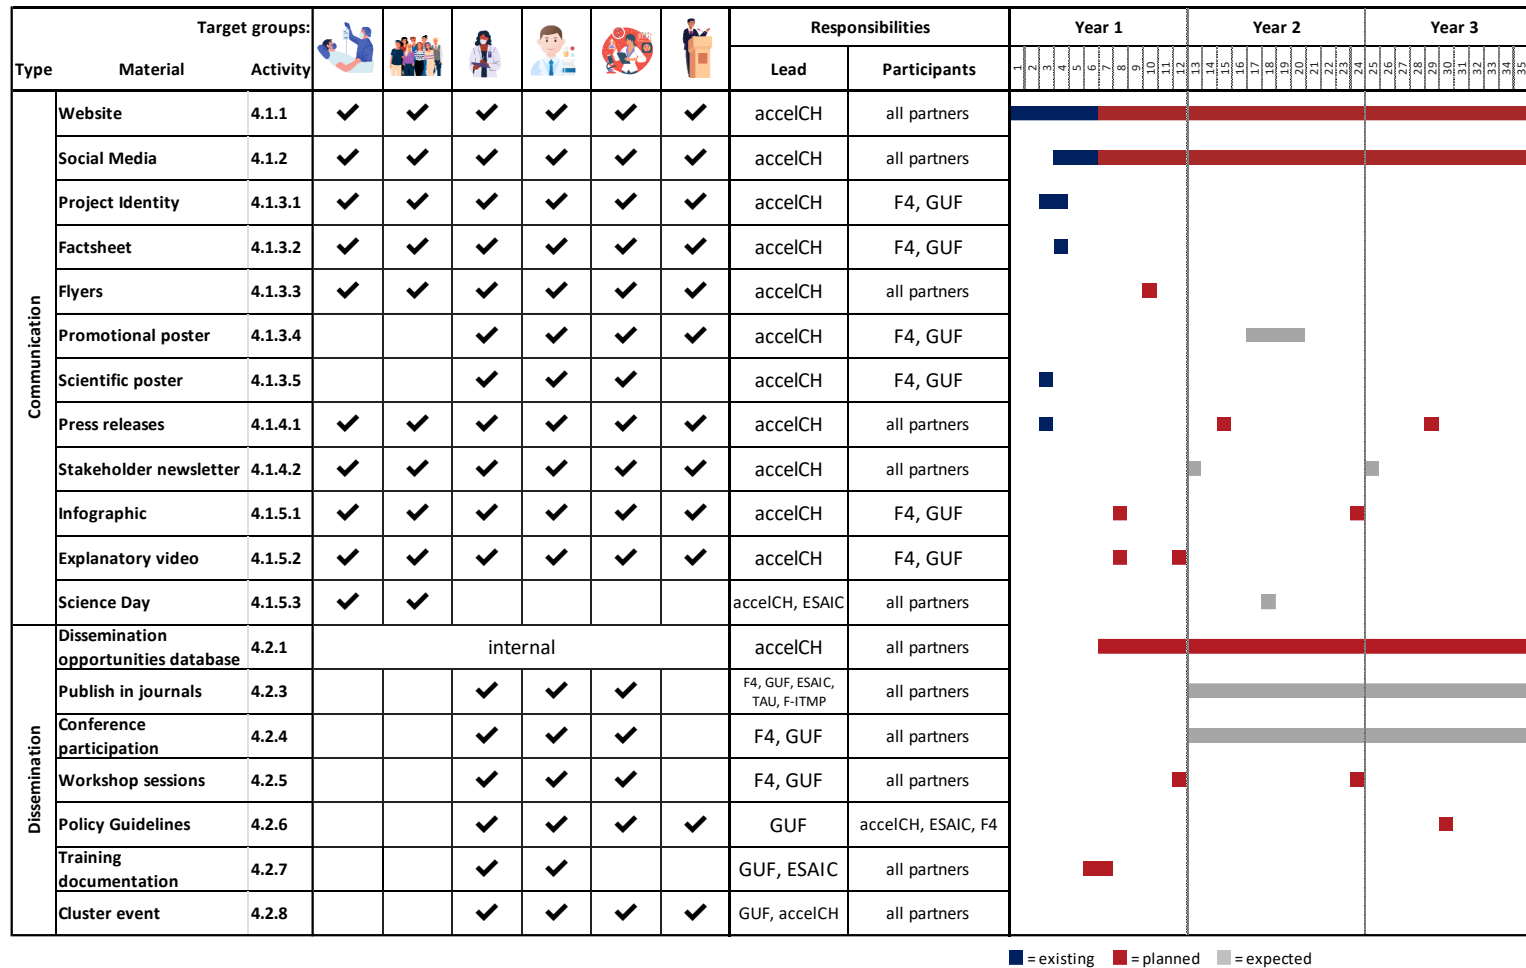 Target groups: Responsibilities Year 1 Year 2 Year 3
Type Material Activity Lead Participants 1 2 3 4 5 6 7 8 9 10 11 12 13 14 15 16 17 18 19 20 21 22 23 24 25 26 27 28 29 30 31 32 33 34 35
Communication
Website 4.1.1 accelCH all partners
Social Media 4.1.2 accelCH all partners
Project Identity 4.1.3.1 accelCH F4, GUF
Factsheet 4.1.3.2 accelCH F4, GUF
Flyers 4.1.3.3 accelCH all partners
Promotional poster 4.1.3.4 accelCH F4, GUF
Scientific poster 4.1.3.5 accelCH F4, GUF
Press releases 4.1.4.1 accelCH all partners
Stakeholder newsletter 4.1.4.2 accelCH all partners
Infographic 4.1.5.1 accelCH F4, GUF
Explanatory video 4.1.5.2 accelCH F4, GUF
Science Day 4.1.5.3 accelCH, ESAIC all partners
Dissemination
Dissemination
opportunities database 4.2.1 internal accelCH all partners
Publish in journals 4.2.3 F4, GUF, ESAIC,
TAU, F-ITMP all partners
Conference
participation 4.2.4 F4, GUF all partners
Workshop sessions 4.2.5 F4, GUF all partners
Policy Guidelines 4.2.6 GUF accelCH, ESAIC, F4
Training
documentation 4.2.7 GUF, ESAIC all partners
Cluster event 4.2.8 GUF, accelCH all partners
= existing = planned = expected